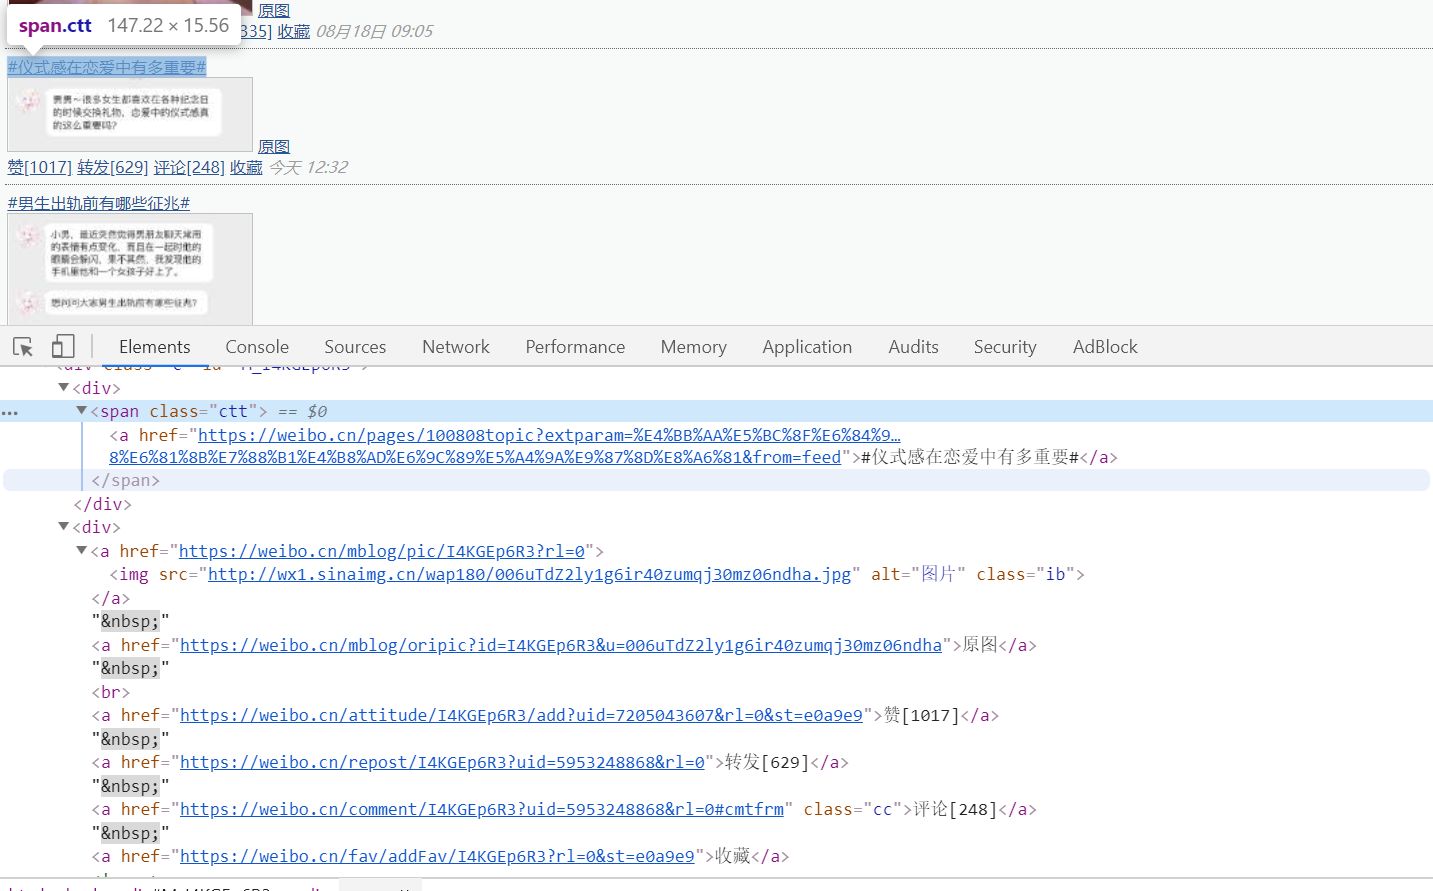 原图
span.ctt 147.22 × 15.56
335] 收藏 08月18日 09:05
#仪式感在恋爱中有多重要#
男男～很多女生都喜欢在各种纪念日
的时候交换礼物，恋爱中的仪式感真
的这么重要吗？
原图
赞[1017] 转发[629] 评论[248] 收藏 今天 12:32
#男生出轨前有哪些征兆#
小男，最近突然觉得男朋友聊天常用
的表情有点变化，而且在一起时他的
眼睛会躲闪，果不其然，我发现他的
手机里他和一个女孩子好上了。
想问问大家男生出轨前有哪些征兆？
Elements Console Sources Network Performance Memory Application Audits Security AdBlock
<div class="c" id="M_I4KGEp6R3">
<div>
<span class="ctt"> == $0
<a href="https://weibo.cn/pages/100808topic?extparam=%E4%BB%AA%E5%BC%8F%E6%84%9…
8%E6%81%8B%E7%88%B1%E4%B8%AD%E6%9C%89%E5%A4%9A%E9%87%8D%E8%A6%81&from=feed">#仪式感在恋爱中有多重要#</a>
</span>
</div>
<div>
<a href="https://weibo.cn/mblog/pic/I4KGEp6R3?rl=0">
<img src="http://wx1.sinaimg.cn/wap180/006uTdZ2ly1g6ir40zumqj30mz06ndha.jpg" alt="图片" class="ib">
</a>
"&nbsp;"
<a href="https://weibo.cn/mblog/oripic?id=I4KGEp6R3&u=006uTdZ2ly1g6ir40zumqj30mz06ndha">原图</a>
"&nbsp;"
<br>
<a href="https://weibo.cn/attitude/I4KGEp6R3/add?uid=7205043607&rl=0&st=e0a9e9">赞[1017]</a>
"&nbsp;"
<a href="https://weibo.cn/repost/I4KGEp6R3?uid=5953248868&rl=0">转发[629]</a>
"&nbsp;"
<a href="https://weibo.cn/comment/I4KGEp6R3?uid=5953248868&rl=0#cmtfrm" class="cc">评论[248]</a>
"&nbsp;"
<a href="https://weibo.cn/fav/addFav/I4KGEp6R3?rl=0&st=e0a9e9">收藏</a>